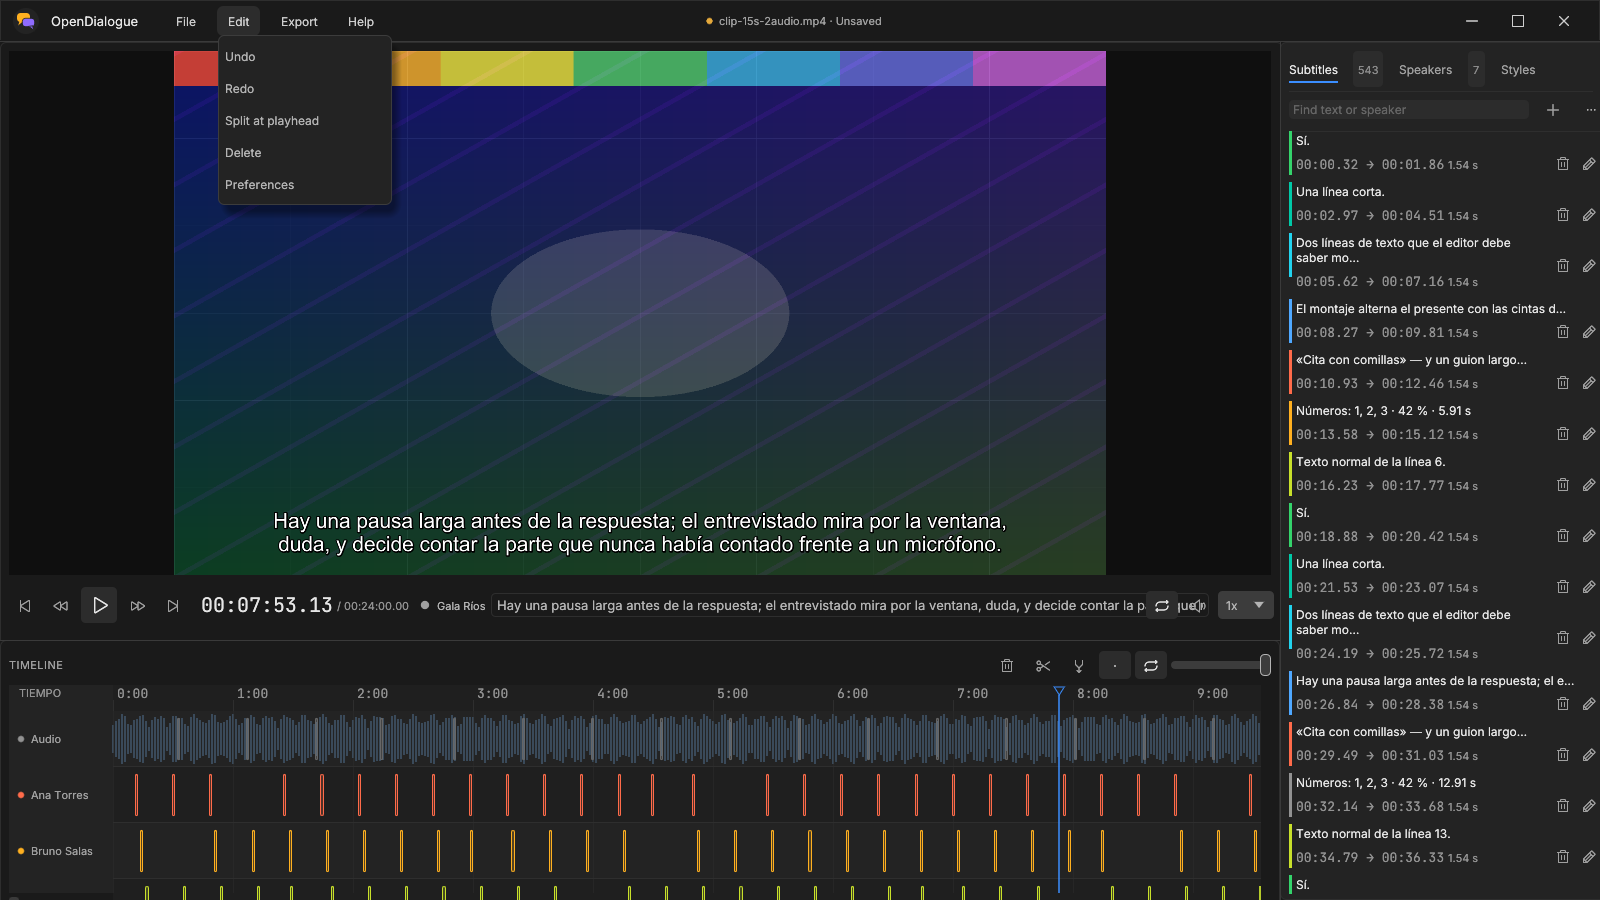 OpenDialogue
File
Edit
Export
Help
clip-15s-2audio.mp4 · Unsaved
Undo
Redo
Split at playhead
Delete
Preferences
Hay una pausa larga antes de la respuesta; el entrevistado mira por la ventana,
duda, y decide contar la parte que nunca había contado frente a un micrófono.
00:07:53.13 / 00:24:00.00
Gala Ríos
Hay una pausa larga antes de la respuesta; el entrevistado mira por la ventana, duda, y decide contar la
1x
Subtitles 543
Speakers 7
Styles
Find text or speaker
Sí.
00:00.32 → 00:01.86 1.54 s
Una línea corta.
00:02.97 → 00:04.51 1.54 s
Dos líneas de texto que el editor debe
saber mo...
00:05.62 → 00:07.16 1.54 s
El montaje alterna el presente con las cintas d...
00:08.27 → 00:09.81 1.54 s
«Cita con comillas» — y un guion largo...
00:10.93 → 00:12.46 1.54 s
Números: 1, 2, 3 · 42 % · 5.91 s
00:13.58 → 00:15.12 1.54 s
Texto normal de la línea 6.
00:16.23 → 00:17.77 1.54 s
Sí.
00:18.88 → 00:20.42 1.54 s
Una línea corta.
00:21.53 → 00:23.07 1.54 s
Dos líneas de texto que el editor debe
saber mo...
00:24.19 → 00:25.72 1.54 s
Hay una pausa larga antes de la respuesta; el e...
00:26.84 → 00:28.38 1.54 s
«Cita con comillas» — y un guion largo...
00:29.49 → 00:31.03 1.54 s
Números: 1, 2, 3 · 42 % · 12.91 s
00:32.14 → 00:33.68 1.54 s
Texto normal de la línea 13.
00:34.79 → 00:36.33 1.54 s
Sí.
TIMELINE
TIEMPO
0:00 1:00 2:00 3:00 4:00 5:00 6:00 7:00 8:00 9:00
Audio
Ana Torres
Bruno Salas